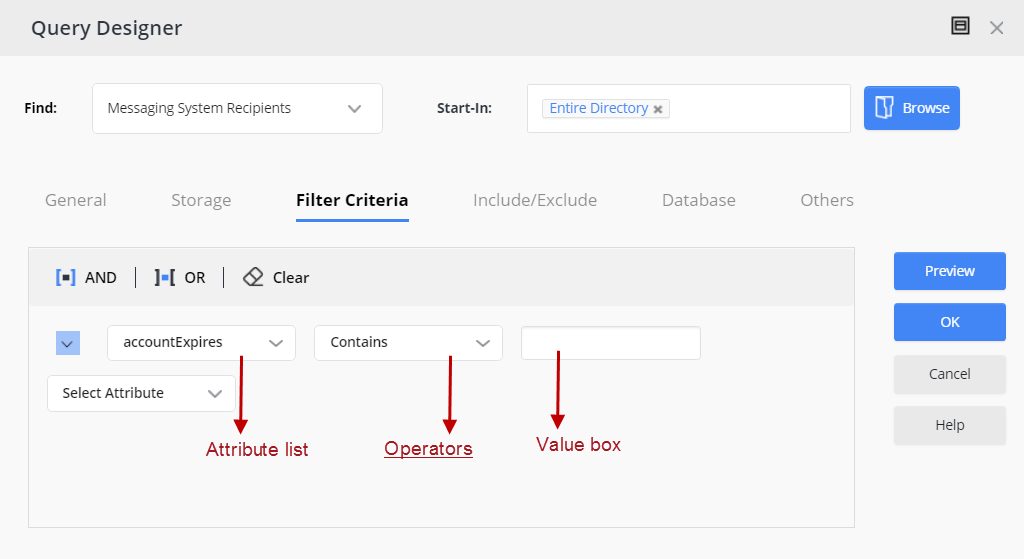 Query Designer
Find: Messaging System Recipients Start-In: Entire Directory Browse
General Storage Filter Criteria Include/Exclude Database Others
AND OR Clear
Preview
accountExpires Contains
OK
Select Attribute
Cancel
Attribute list Operators Value box
Help